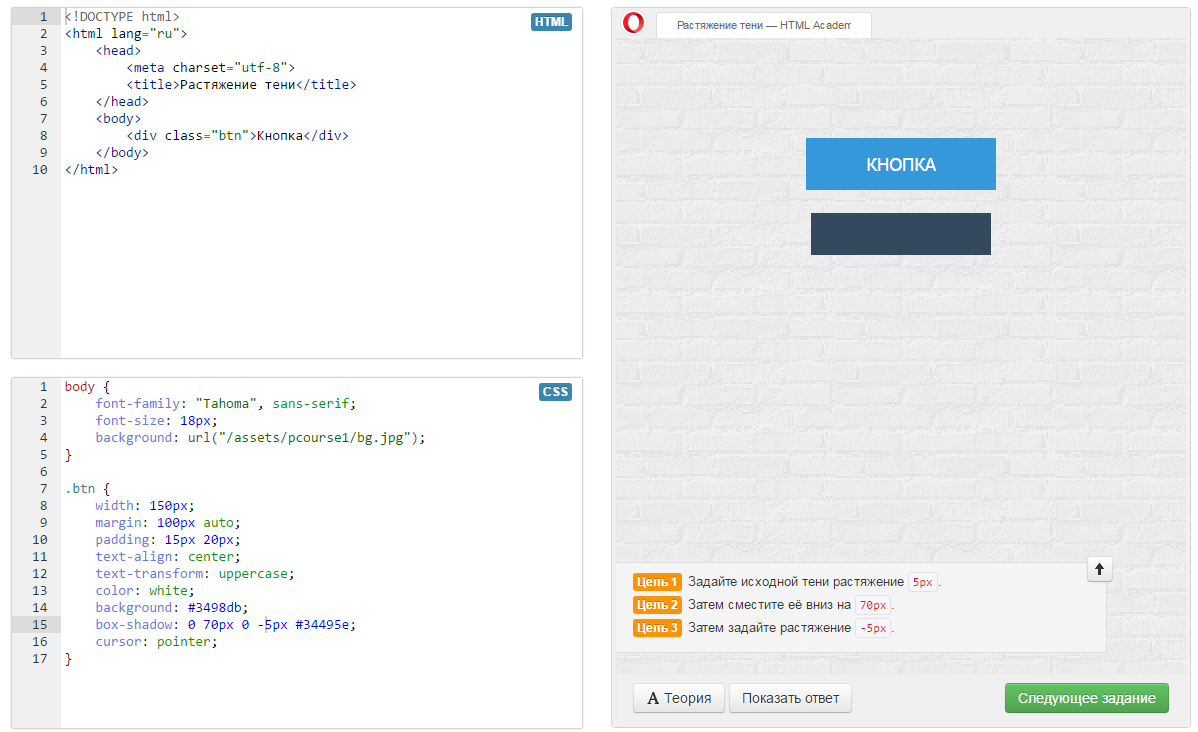 1 <!DOCTYPE html>
2 <html lang="ru">
3 <head>
4 <meta charset="utf-8">
5 <title>Растяжение тени</title>
6 </head>
7 <body>
8 <div class="btn">Кнопка</div>
9 </body>
10 </html>
HTML
1 body {
2 font-family: "Tahoma", sans-serif;
3 font-size: 18px;
4 background: url("/assets/pcourse1/bg.jpg");
5 }
6
7 .btn {
8 width: 150px;
9 margin: 100px auto;
10 padding: 15px 20px;
11 text-align: center;
12 text-transform: uppercase;
13 color: white;
14 background: #3498db;
15 box-shadow: 0 70px 0 -5px #34495e;
16 cursor: pointer;
17 }
CSS
Растяжение тени — HTML Academ
КНОПКА
Цель 1 Задайте исходной тени растяжение 5px.
Цель 2 Затем сместите её вниз на 70px.
Цель 3 Затем задайте растяжение -5px.
A Теория Показать ответ Следующее задание